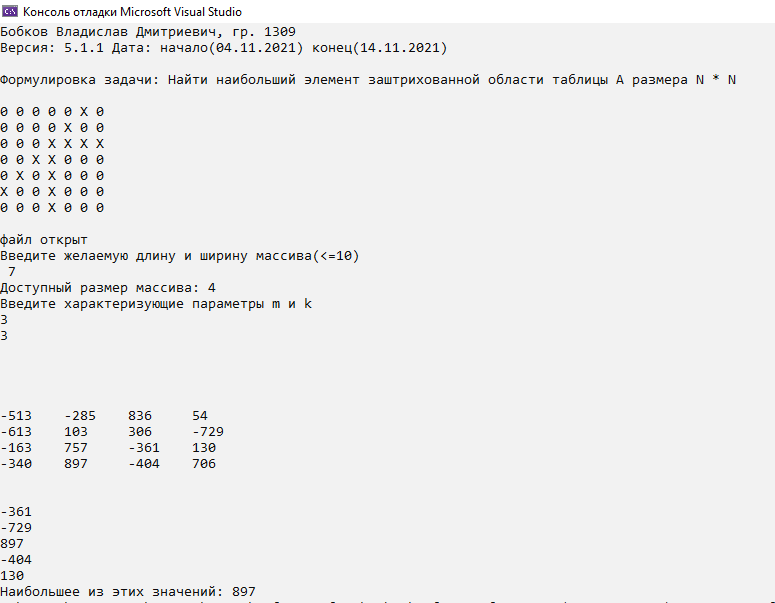 Консоль отладки Microsoft Visual Studio
Бобков Владислав Дмитриевич, гр. 1309
Версия: 5.1.1 Дата: начало(04.11.2021) конец(14.11.2021)
Формулировка задачи: Найти наибольший элемент заштрихованной области таблицы А размера N * N
0 0 0 0 0 X 0
0 0 0 0 X 0 0
0 0 0 X X X X
0 0 X X 0 0 0
0 X 0 X 0 0 0
X 0 0 X 0 0 0
0 0 0 X 0 0 0
файл открыт
Введите желаемую длину и ширину массива(<=10)
7
Доступный размер массива: 4
Введите характеризующие параметры m и k
3
3
-513 -285 836 54
-613 103 306 -729
-163 757 -361 130
-340 897 -404 706
-361
-729
897
-404
130
Наибольшее из этих значений: 897